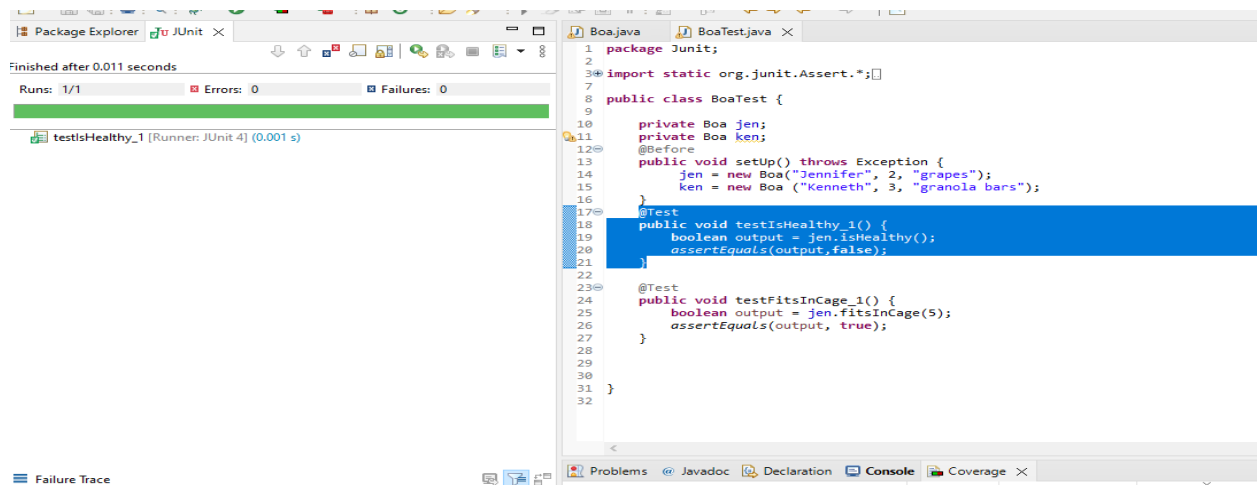 Package Explorer JUnit
Finished after 0.011 seconds
Runs: 1/1 Errors: 0 Failures: 0
testIsHealthy_1 [Runner: JUnit 4] (0.001 s)
Failure Trace
Boa.java BoaTest.java
1 package Junit;
2
3 import static org.junit.Assert.*;
7
8 public class BoaTest {
9
10 private Boa jen;
11 private Boa ken;
12 @Before
13 public void setUp() throws Exception {
14 jen = new Boa("Jennifer", 2, "grapes");
15 ken = new Boa ("Kenneth", 3, "granola bars");
16 }
17 @Test
18 public void testIsHealthy_1() {
19 boolean output = jen.isHealthy();
20 assertEquals(output,false);
21 }
22
23 @Test
24 public void testFitsInCage_1() {
25 boolean output = jen.fitsInCage(5);
26 assertEquals(output, true);
27 }
28
29
30
31 }
32
Problems Javadoc Declaration Console Coverage